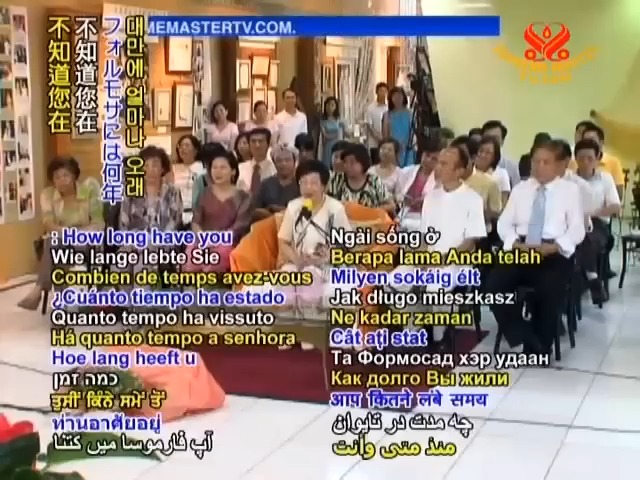 MEMASTERTV.COM.
대만에 얼마나 오래
フォルモサには何年
不知道您在
不知道您在
: How long have you
Wie lange lebte Sie
Combien de temps avez-vous
¿Cuánto tiempo ha estado
Quanto tempo ha vissuto
Há quanto tempo a senhora
Hoe lang heeft u
כמה זמן
ਤੁਸੀਂ ਕਿੰਨੇ ਸਮੇਂ ਤੋਂ
ท่านอาศัยอยู่
آپ فارموسا میں کتنا
Ngài sống ở
Berapa lama Anda telah
Milyen sokáig élt
Jak długo mieszkasz
Ne kadar zaman
Cât aţi stat
Та Формосад хэр удаан
Как долго Вы жили
आप कितने लंबे समय
چه مدت در تایوان
منذ متى وأنت